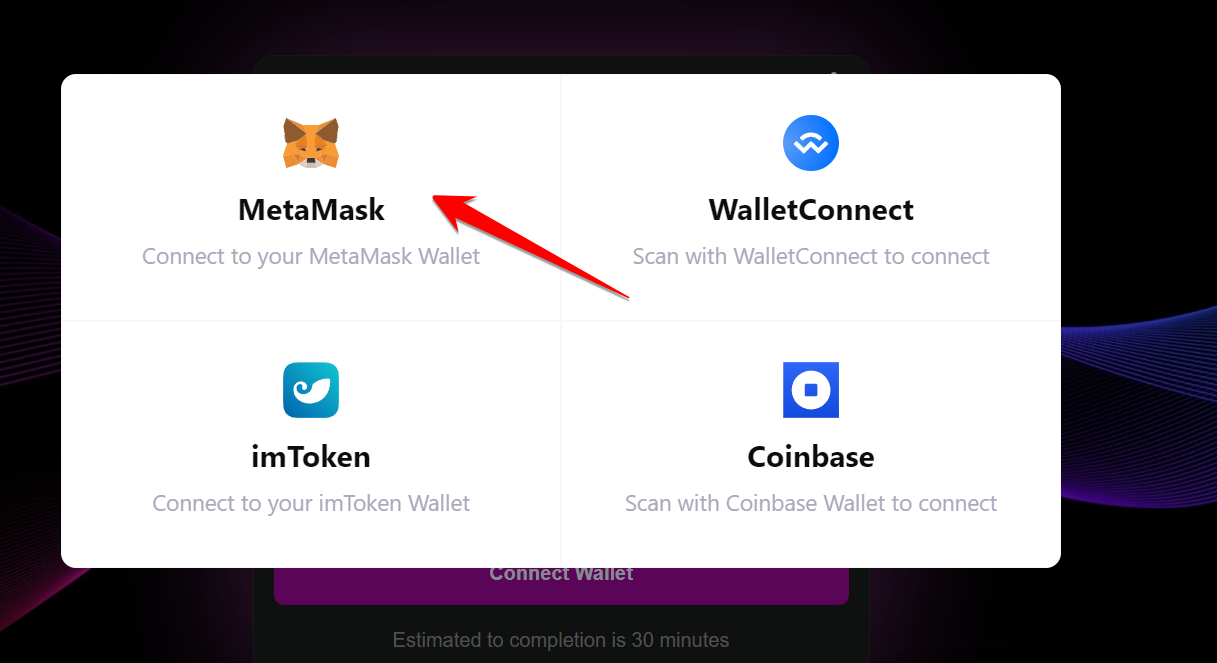 MetaMask
Connect to your MetaMask Wallet
WalletConnect
Scan with WalletConnect to connect
imToken
Connect to your imToken Wallet
Coinbase
Scan with Coinbase Wallet to connect
Connect Wallet
Estimated to completion is 30 minutes